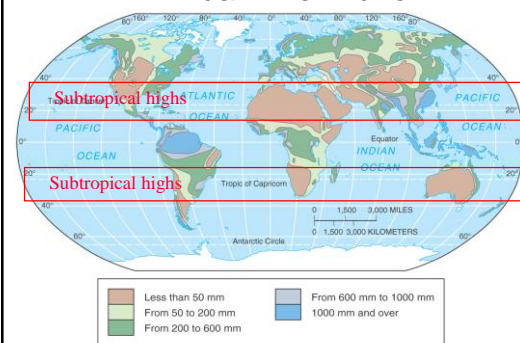 80°
120° 160°
40°
40°
Subtropical highs
ATLANTIC
OCEAN
PACIFIC
OCEAN
20°
20°
PACIFIC
OCEAN
Equator
0°
0°
INDIAN
OCEAN
20°
20°
Subtropical highs
Tropic of Capricorn
40°
40°
0 1,500 3,000 MILES
0 1,500 3,000 KILOMETERS
60°
60°
Antarctic Circle
Less than 50 mm
From 50 to 200 mm
From 200 to 600 mm
From 600 mm to 1000 mm
1000 mm and over